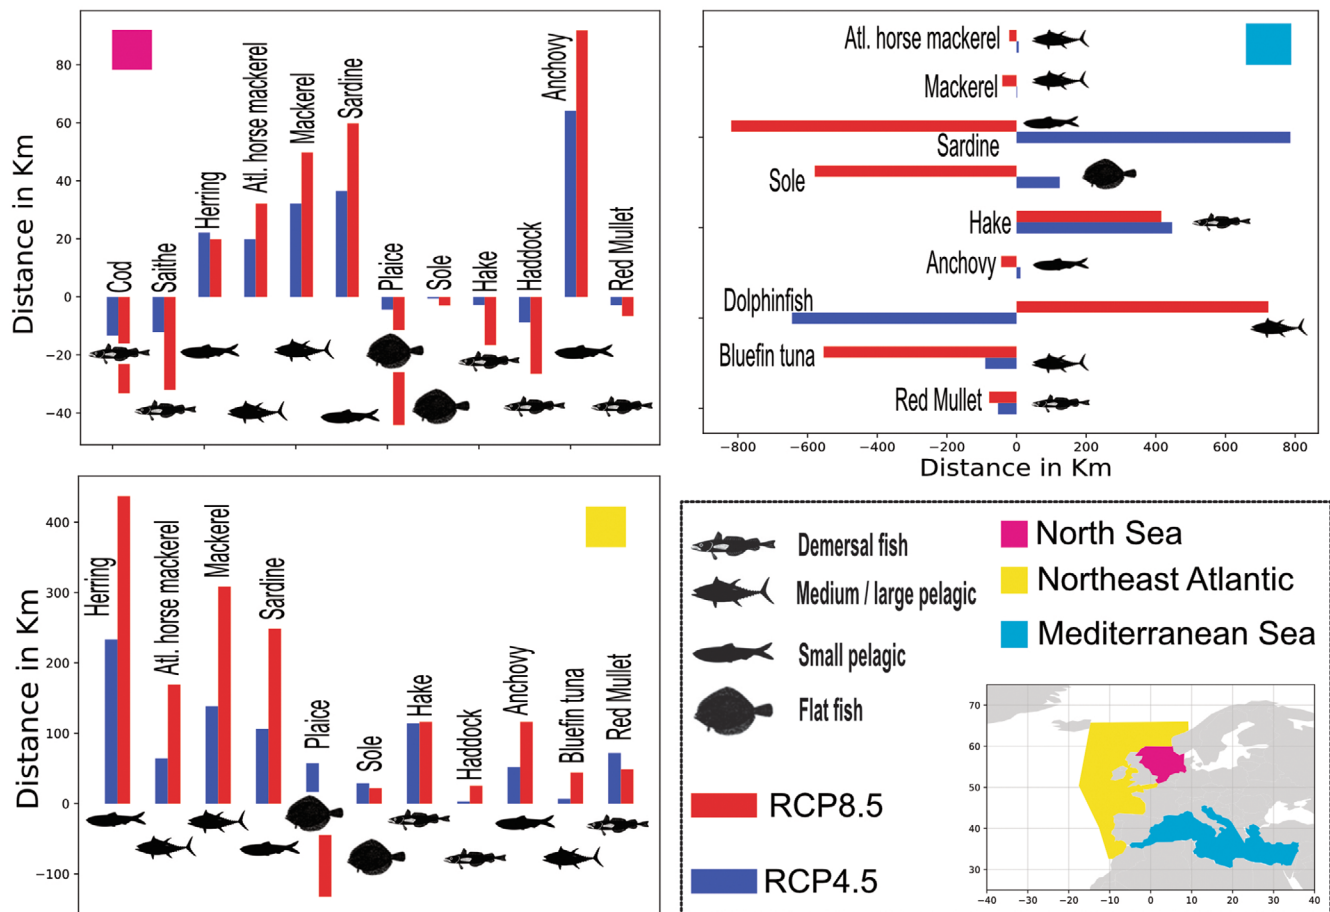 Distance in Km
80
60
40
20
0
−20
−40
Cod
Saithe
Herring
Atl. horse mackerel
Mackerel
Sardine
Plaice
Sole
Hake
Haddock
Anchovy
Red Mullet
Atl. horse mackerel
Mackerel
Sardine
Sole
Hake
Anchovy
Dolphinfish
Bluefin tuna
Red Mullet
−800 −600 −400 −200 0 200 400 600 800
Distance in Km
Distance in Km
400
300
200
100
0
−100
Herring
Atl. horse mackerel
Mackerel
Sardine
Plaice
Sole
Hake
Haddock
Anchovy
Bluefin tuna
Red Mullet
Demersal fish
Medium / large pelagic
Small pelagic
Flat fish
RCP8.5
RCP4.5
North Sea
Northeast Atlantic
Mediterranean Sea
70
60
50
40
30
−40 −30 −20 −10 0 10 20 30 40